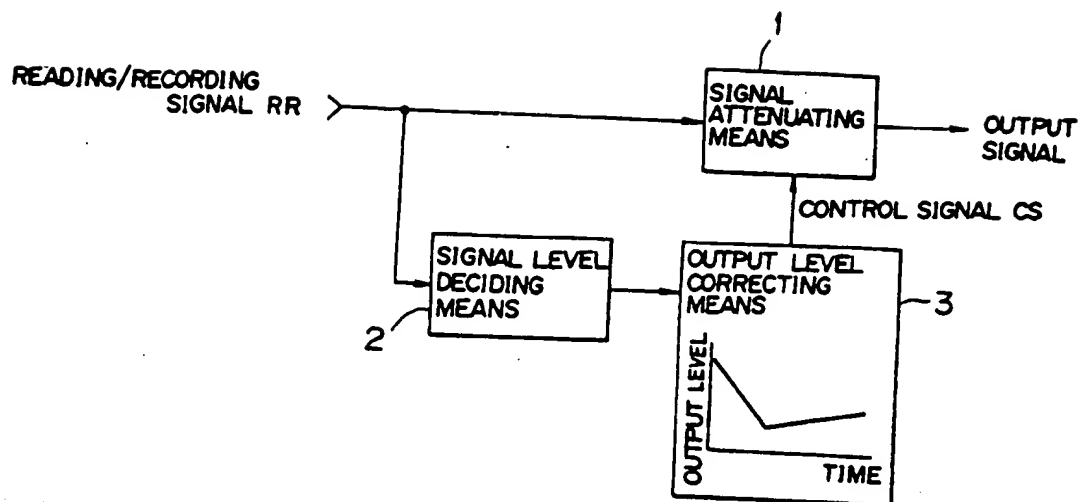 1
READING/RECORDING
SIGNAL RR
SIGNAL
ATTENUATING
MEANS
OUTPUT
SIGNAL
CONTROL SIGNAL CS
SIGNAL LEVEL
DECIDING
MEANS
2
OUTPUT LEVEL
CORRECTING
MEANS
3
OUTPUT LEVEL
TIME